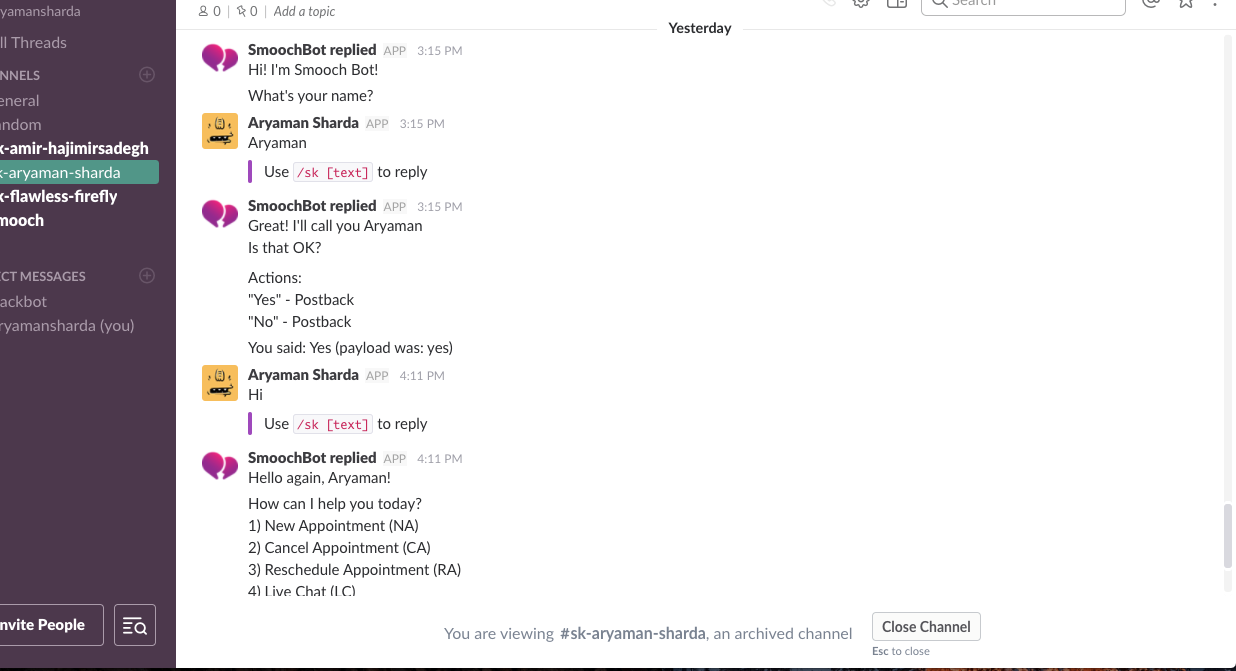 yamansharda
ll Threads
NNELS
eneral
andom
k-amir-hajimirsadegh
k-aryaman-sharda
k-flawless-firefly
mooch
CT MESSAGES
ackbot
ryamansharda (you)
nvite People
0 | 0 | Add a topic
Search
Yesterday
SmoochBot replied APP 3:15 PM
Hi! I'm Smooch Bot!
What's your name?
Aryaman Sharda APP 3:15 PM
Aryaman
Use /sk [text] to reply
SmoochBot replied APP 3:15 PM
Great! I'll call you Aryaman
Is that OK?
Actions:
"Yes" - Postback
"No" - Postback
You said: Yes (payload was: yes)
Aryaman Sharda APP 4:11 PM
Hi
Use /sk [text] to reply
SmoochBot replied APP 4:11 PM
Hello again, Aryaman!
How can I help you today?
1) New Appointment (NA)
2) Cancel Appointment (CA)
3) Reschedule Appointment (RA)
4) Live Chat (LC)
You are viewing #sk-aryaman-sharda, an archived channel
Close Channel
Esc to close